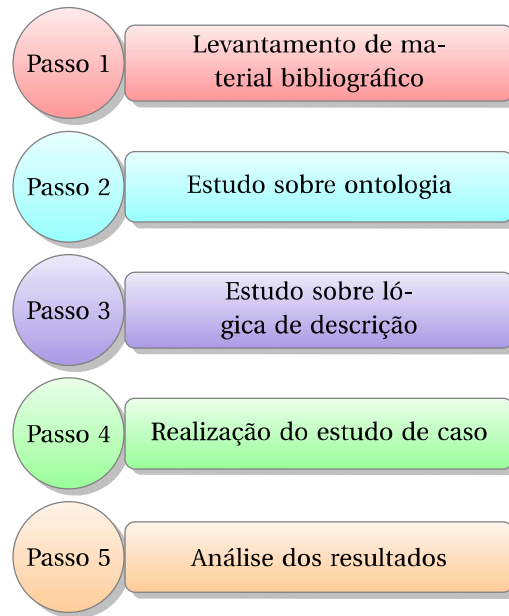 Passo 1
Levantamento de ma-
terial bibliográfico
Passo 2
Estudo sobre ontologia
Passo 3
Estudo sobre ló-
gica de descrição
Passo 4
Realização do estudo de caso
Passo 5
Análise dos resultados